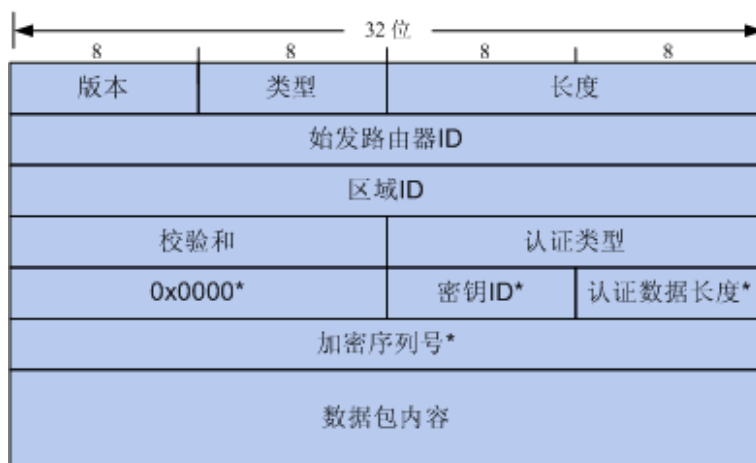 32 位
8 8 8 8
版本 类型 长度
始发路由器ID
区域ID
校验和 认证类型
0x0000* 密钥ID* 认证数据长度*
加密序列号*
数据包内容